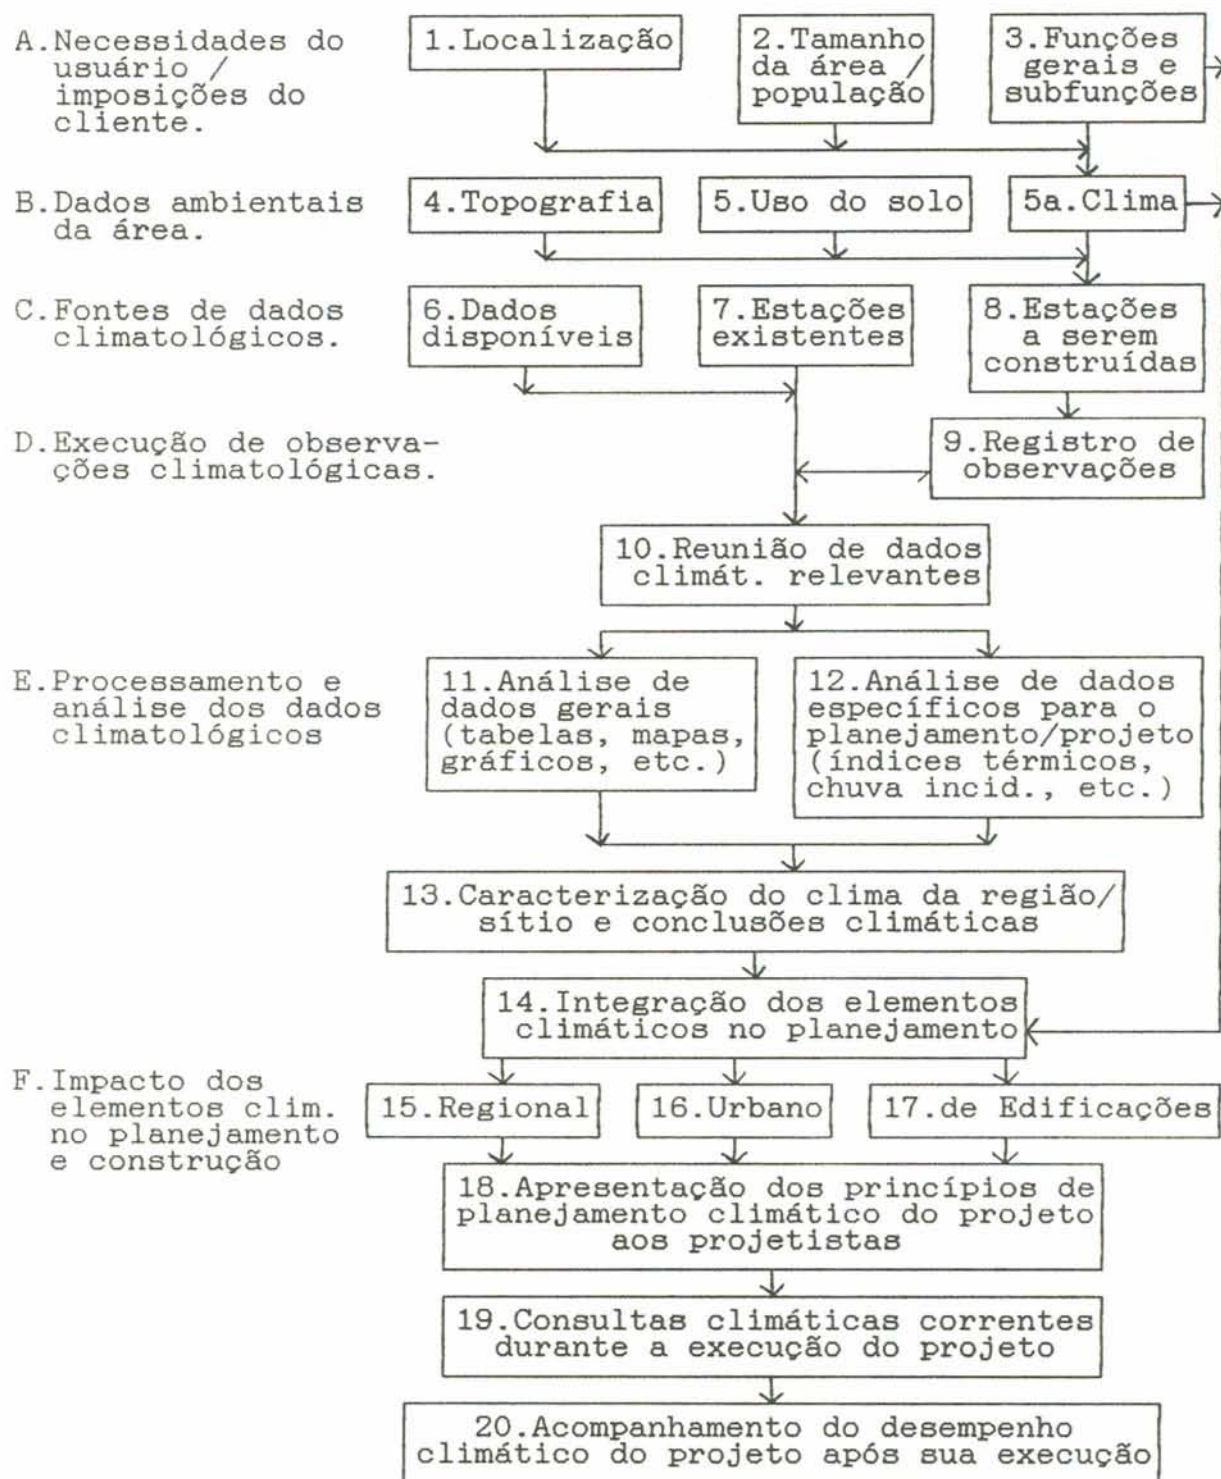 A.Necessidades do
usuário /
imposições do
cliente.
1.Localização
2.Tamanho
da área /
população
3.Funções
gerais e
subfunções
B.Dados ambientais
da área.
4.Topografia
5.Uso do solo
5a.Clima
C.Fontes de dados
climatológicos.
6.Dados
disponíveis
7.Estações
existentes
8.Estações
a serem
construídas
D.Execução de observa-
ções climatológicas.
9.Registro de
observações
10.Reunião de dados
climát. relevantes
E.Processamento e
análise dos dados
climatológicos
11.Análise de
dados gerais
(tabelas, mapas,
gráficos, etc.)
12.Análise de dados
específicos para o
planejamento/projeto
(índices térmicos,
chuva incid., etc.)
13.Caracterização do clima da região/
sítio e conclusões climáticas
14.Integração dos elementos
climáticos no planejamento
F.Impacto dos
elementos clim.
no planejamento
e construção
15.Regional
16.Urbano
17.de Edificações
18.Apresentação dos princípios de
planejamento climático do projeto
aos projetistas
19.Consultas climáticas correntes
durante a execução do projeto
20.Acompanhamento do desempenho
climático do projeto após sua execução